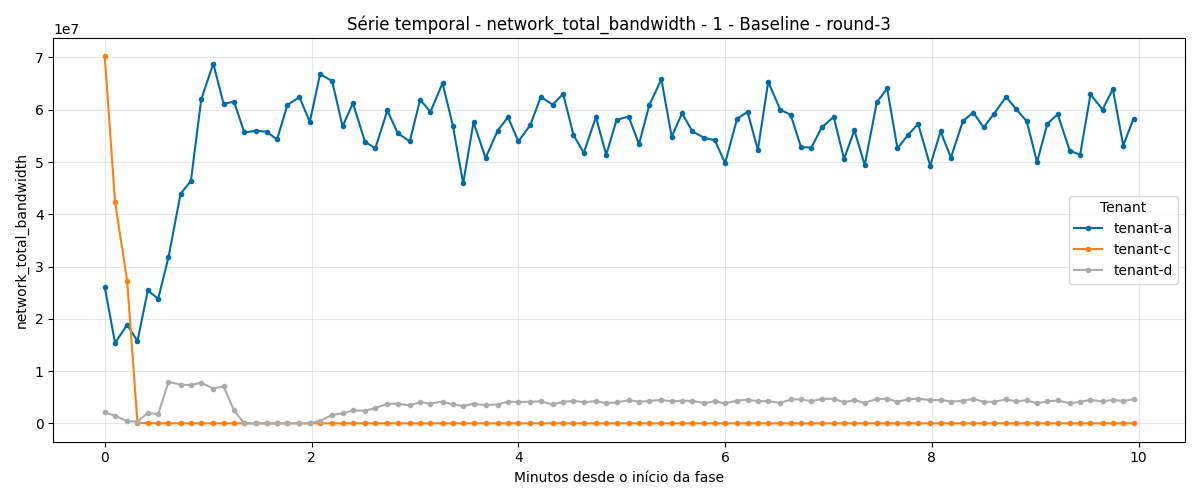 Série temporal - network_total_bandwidth - 1 - Baseline - round-3
1e7
7
6
5
4
3
2
1
0
network_total_bandwidth
Tenant
tenant-a
tenant-c
tenant-d
0 2 4 6 8 10
Minutos desde o início da fase